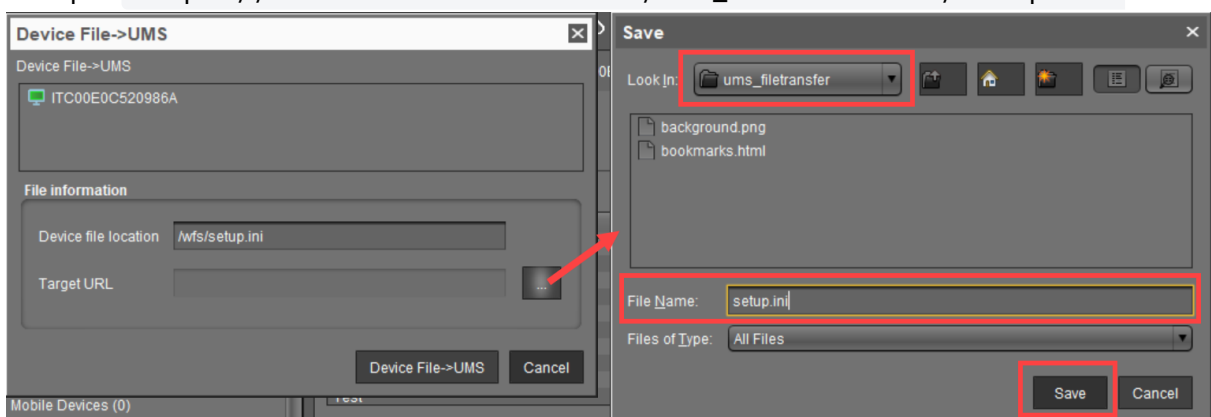 Device File->UMS
Device File->UMS
ITC00E0C520986A
File information
Device file location /wfs/setup.ini
Target URL ...
Device File->UMS Cancel
Mobile Devices (0)
Test
Save
Look In: ums_filetransfer
background.png
bookmarks.html
File Name: setup.ini
Files of Type: All Files
Save Cancel